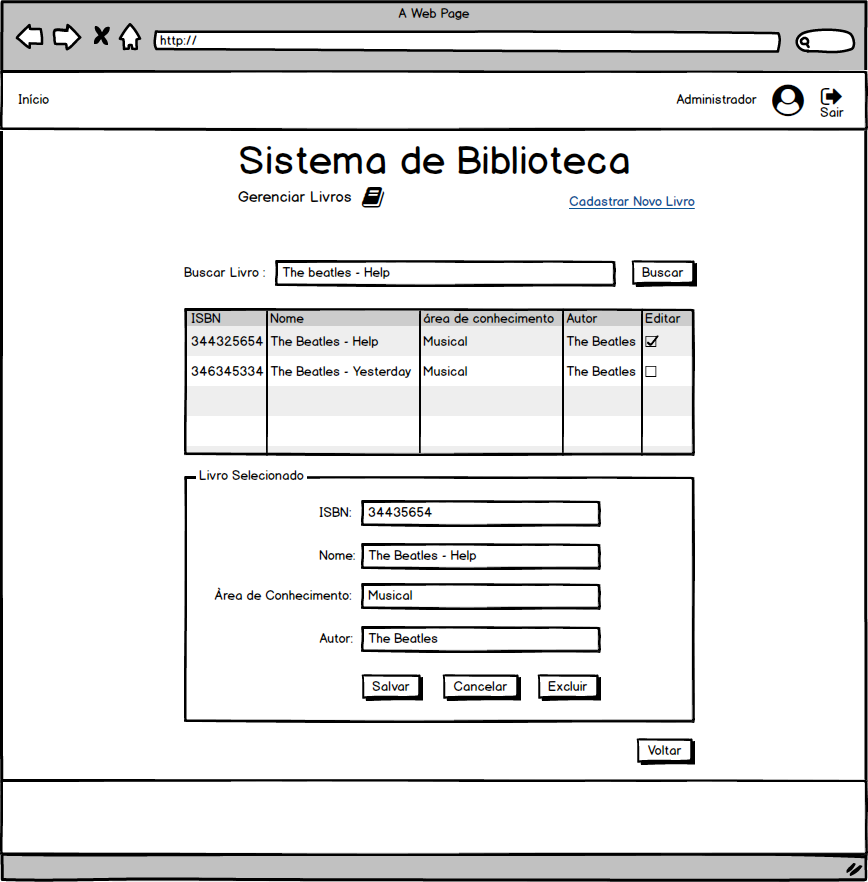 A Web Page
http://
Início
Administrador
Sair
Sistema de Biblioteca
Gerenciar Livros
Cadastrar Novo Livro
Buscar Livro : The beatles - Help Buscar
ISBN Nome área de conhecimento Autor Editar
344325654 The Beatles - Help Musical The Beatles
346345334 The Beatles - Yesterday Musical The Beatles
Livro Selecionado
ISBN: 34435654
Nome: The Beatles - Help
Àrea de Conhecimento: Musical
Autor: The Beatles
Salvar Cancelar Excluir
Voltar